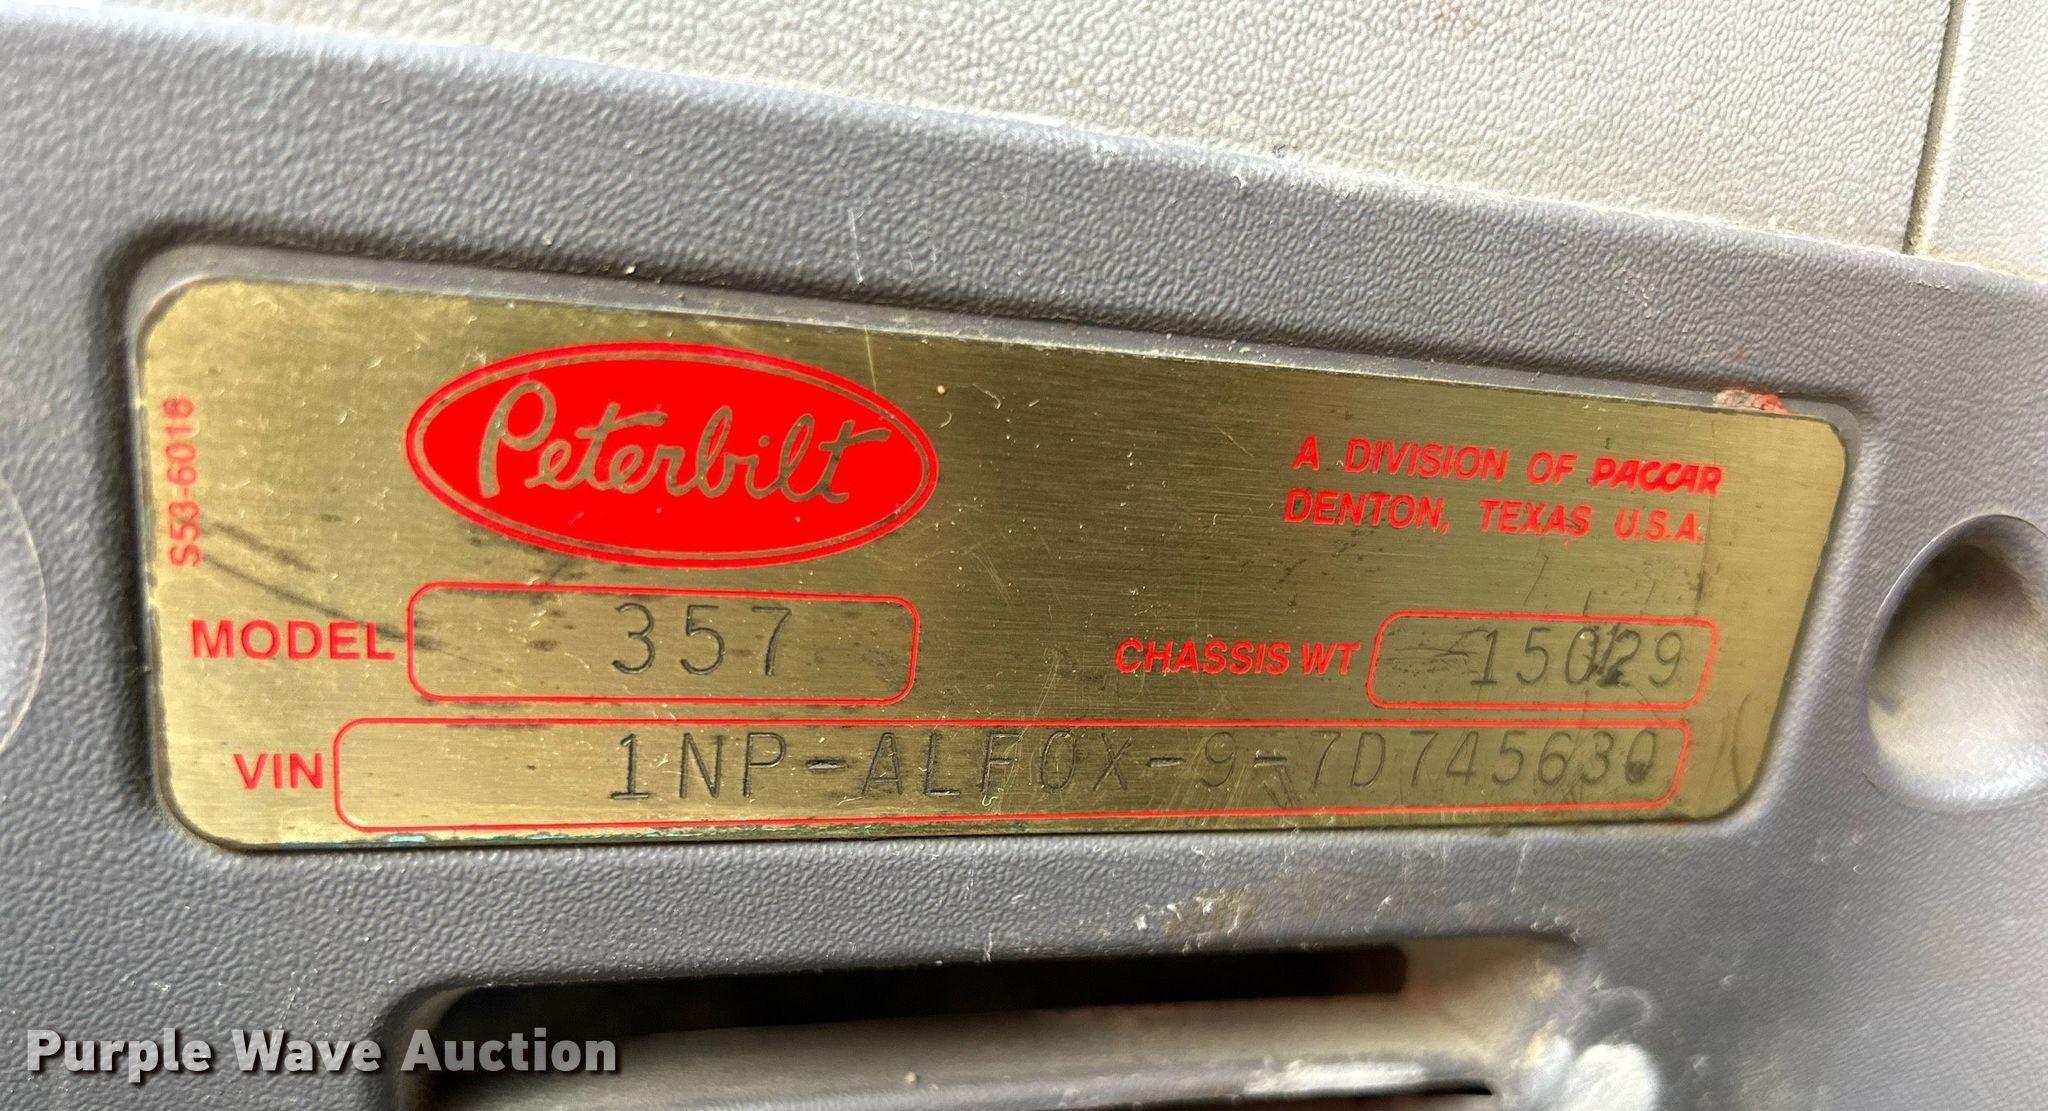 S53-6016
Peterbilt
A DIVISION OF PACCAR
DENTON, TEXAS U.S.A.
MODEL 357
CHASSIS WT 15029
VIN 1NP-ALF0X-9-7D745630
Purple Wave Auction